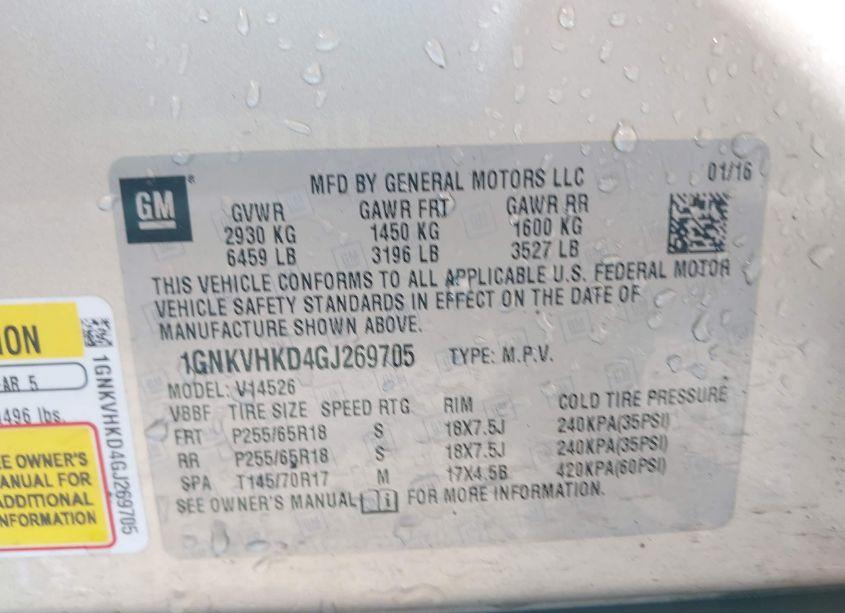 GM
®
MFD BY GENERAL MOTORS LLC
01/16
GVWR GAWR FRT GAWR RR
2930 KG 1450 KG 1600 KG
6459 LB 3196 LB 3527 LB
THIS VEHICLE CONFORMS TO ALL APPLICABLE U.S. FEDERAL MOTOR
VEHICLE SAFETY STANDARDS IN EFFECT ON THE DATE OF
MANUFACTURE SHOWN ABOVE.
1GNKVHKD4GJ269705 TYPE: M.P.V.
MODEL: V14526
VBBF TIRE SIZE SPEED RTG RIM COLD TIRE PRESSURE
FRT P255/65R18 S 18X7.5J 240KPA(35PSI)
RR P255/65R18 S 18X7.5J 240KPA(35PSI)
SPA T145/70R17 M 17X4.5B 420KPA(60PSI)
SEE OWNER'S MANUAL i FOR MORE INFORMATION.
ION
AR 5
496 lbs.
EE OWNER'S
ANUAL FOR
ADDITIONAL
INFORMATION
1GNKVHKD4GJ269705